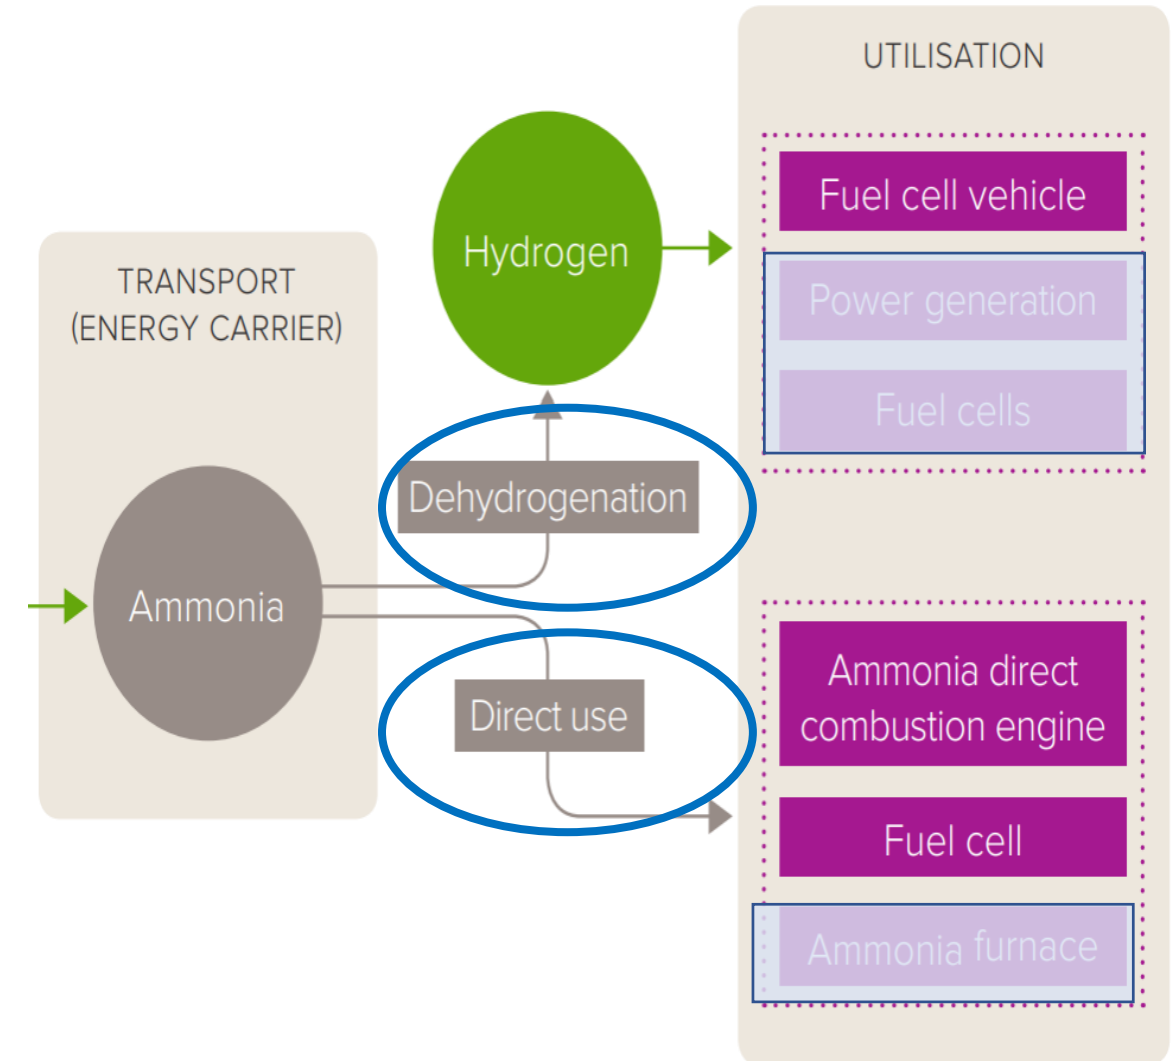 UTILISATION
Fuel cell vehicle
Hydrogen
Power generation
TRANSPORT
(ENERGY CARRIER)
Fuel cells
Dehydrogenation
Ammonia
Ammonia direct
combustion engine
Direct use
Fuel cell
Ammonia furnace